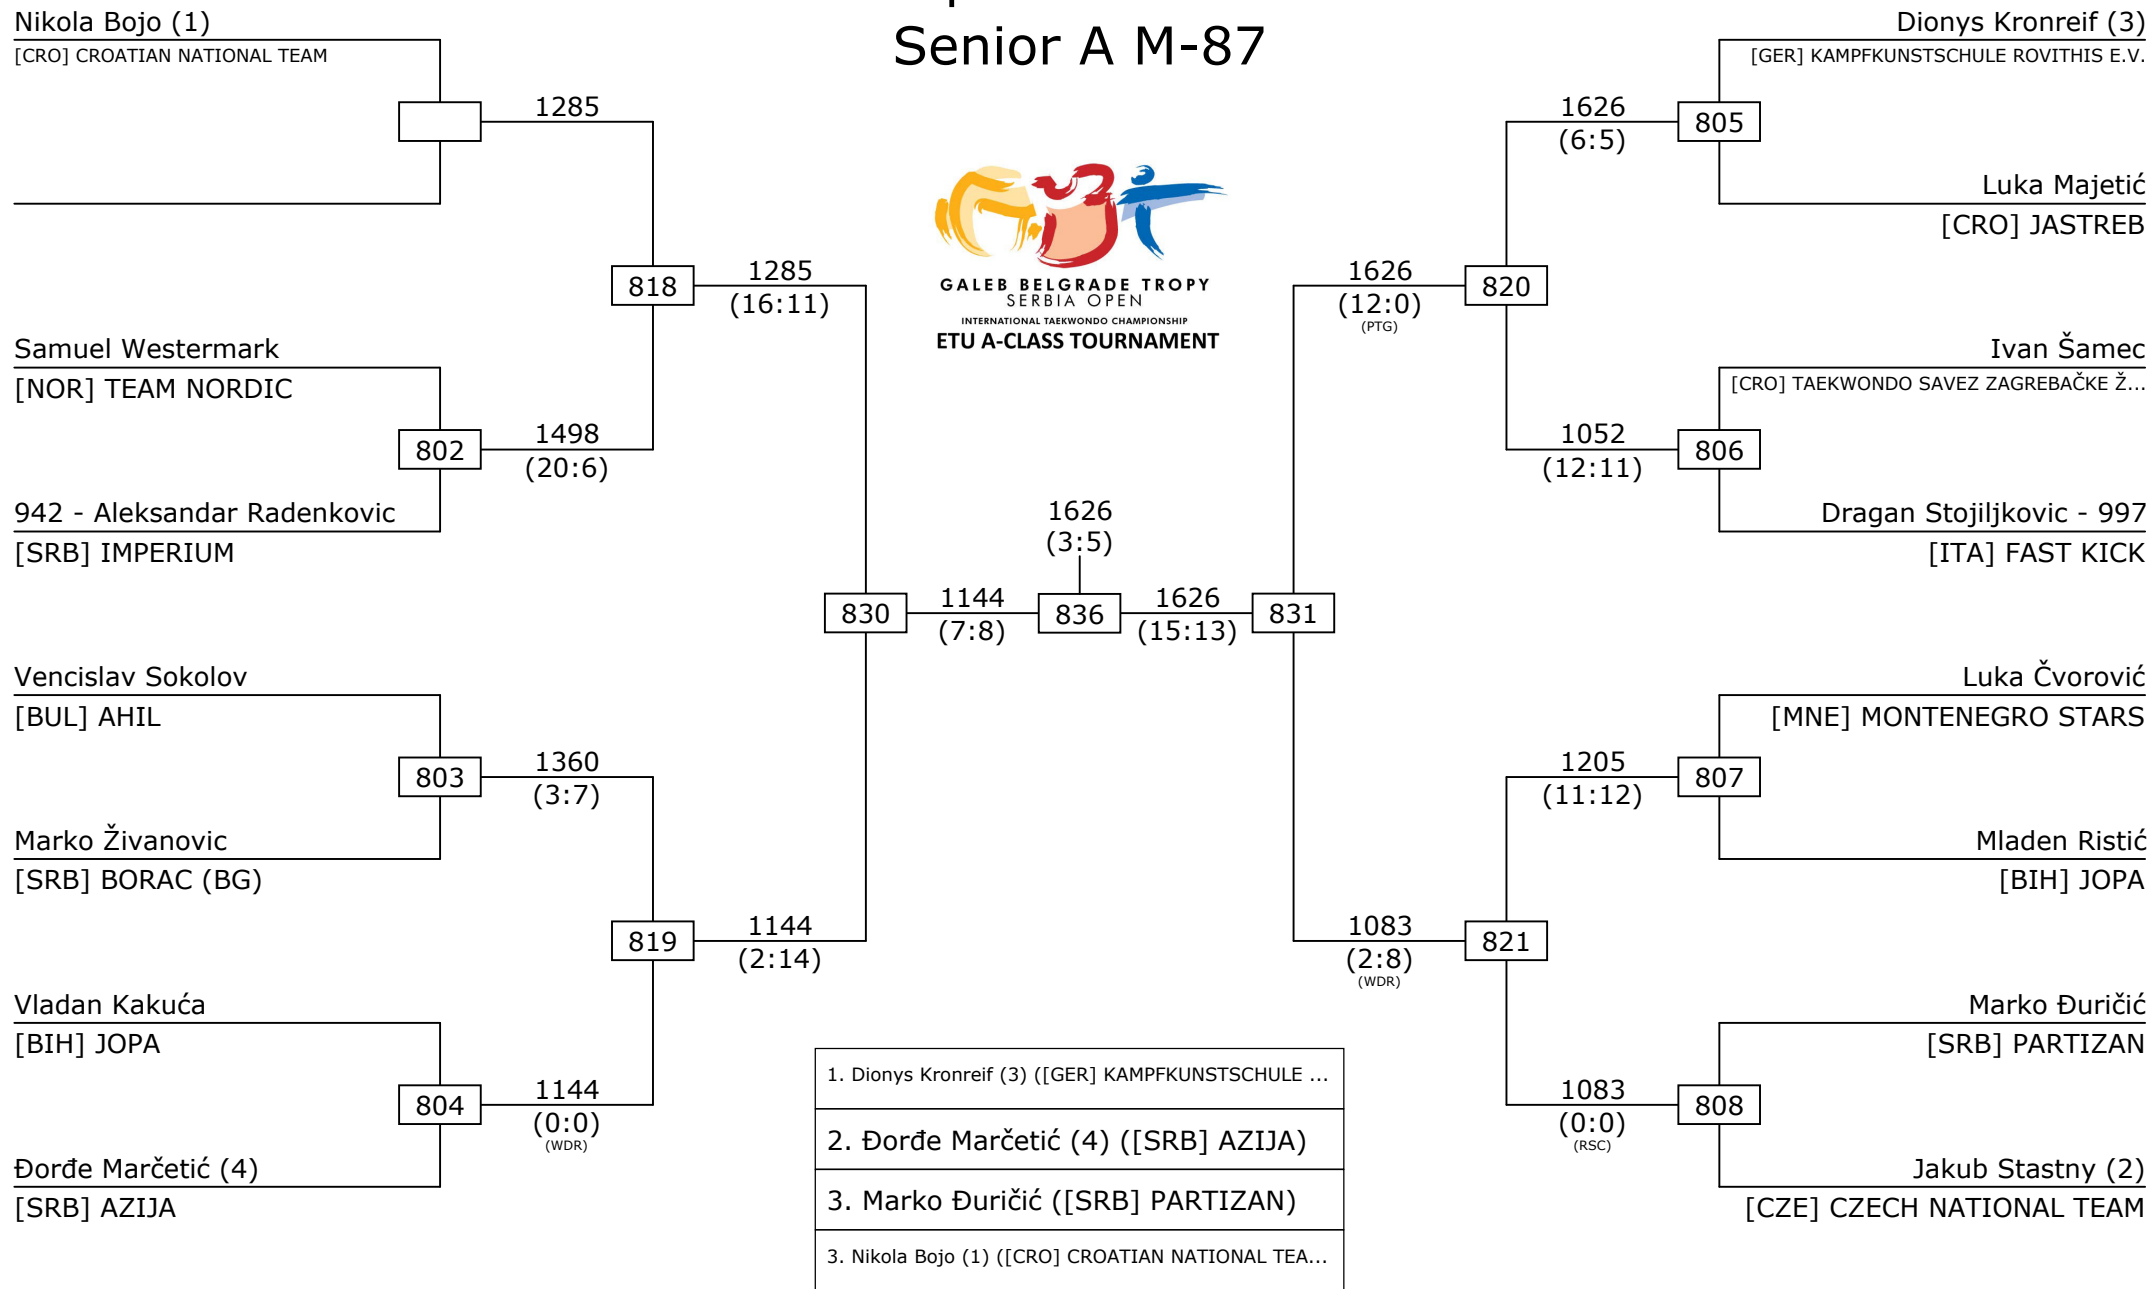 Senior A M-87
Nikola Bojo (1)
[CRO] CROATIAN NATIONAL TEAM
1285
818
1285
(16:11)
Samuel Westermark
[NOR] TEAM NORDIC
802
1498
(20:6)
942 - Aleksandar Radenkovic
[SRB] IMPERIUM
830
1144
(7:8)
Vencislav Sokolov
[BUL] AHIL
803
1360
(3:7)
Marko Živanovic
[SRB] BORAC (BG)
819
1144
(2:14)
Vladan Kakuća
[BIH] JOPA
804
1144
(0:0)
(WDR)
Đorđe Marčetić (4)
[SRB] AZIJA
GALEB BELGRADE TROPY
SERBIA OPEN
INTERNATIONAL TAEKWONDO CHAMPIONSHIP
ETU A-CLASS TOURNAMENT
1626
(3:5)
836
1626
(15:13)
831
Dionys Kronreif (3)
[GER] KAMPFKUNSTSCHULE ROVITHIS E.V.
1626
(6:5)
805
Luka Majetić
[CRO] JASTREB
1626
(12:0)
(PTG)
820
Ivan Šamec
[CRO] TAEKWONDO SAVEZ ZAGREBAČKE Ž...
1052
(12:11)
806
Dragan Stojiljkovic - 997
[ITA] FAST KICK
Luka Čvorović
[MNE] MONTENEGRO STARS
1205
(11:12)
807
Mladen Ristić
[BIH] JOPA
1083
(2:8)
(WDR)
821
Marko Đuričić
[SRB] PARTIZAN
1083
(0:0)
(RSC)
808
Jakub Stastny (2)
[CZE] CZECH NATIONAL TEAM
1. Dionys Kronreif (3) ([GER] KAMPFKUNSTSCHULE ...
2. Đorđe Marčetić (4) ([SRB] AZIJA)
3. Marko Đuričić ([SRB] PARTIZAN)
3. Nikola Bojo (1) ([CRO] CROATIAN NATIONAL TEA...